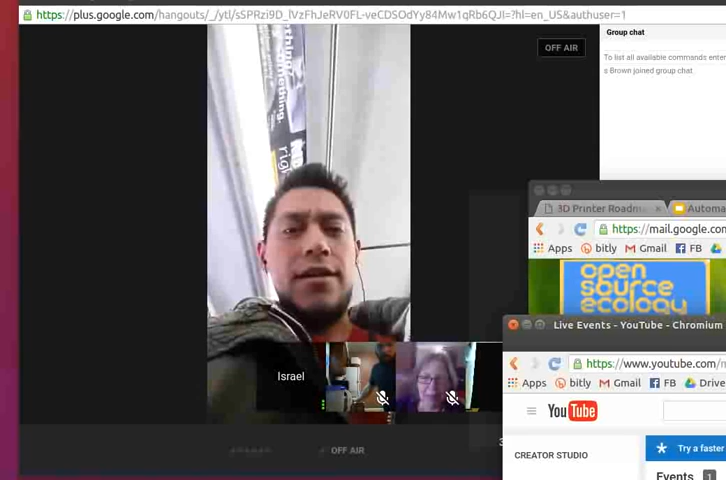 https://plus.google.com/hangouts/_/ytl/sSPRzi9D_lVzFhJeRV0FL-veCDSOdYy84Mw1qRb6QJI=?hl=en_US&authuser=1
Group chat
OFF AIR
To list all available commands enter
s Brown joined group chat
something.
3D Printer Roadm
Automa
https://mail.google.com
Apps bitly Gmail FB
open
source
ecology
Live Events - YouTube - Chromium
Israel
https://www.youtube.com/m
Apps bitly Gmail FB Drive
YouTube
OFF AIR
CREATOR STUDIO
Try a faster
Events 1